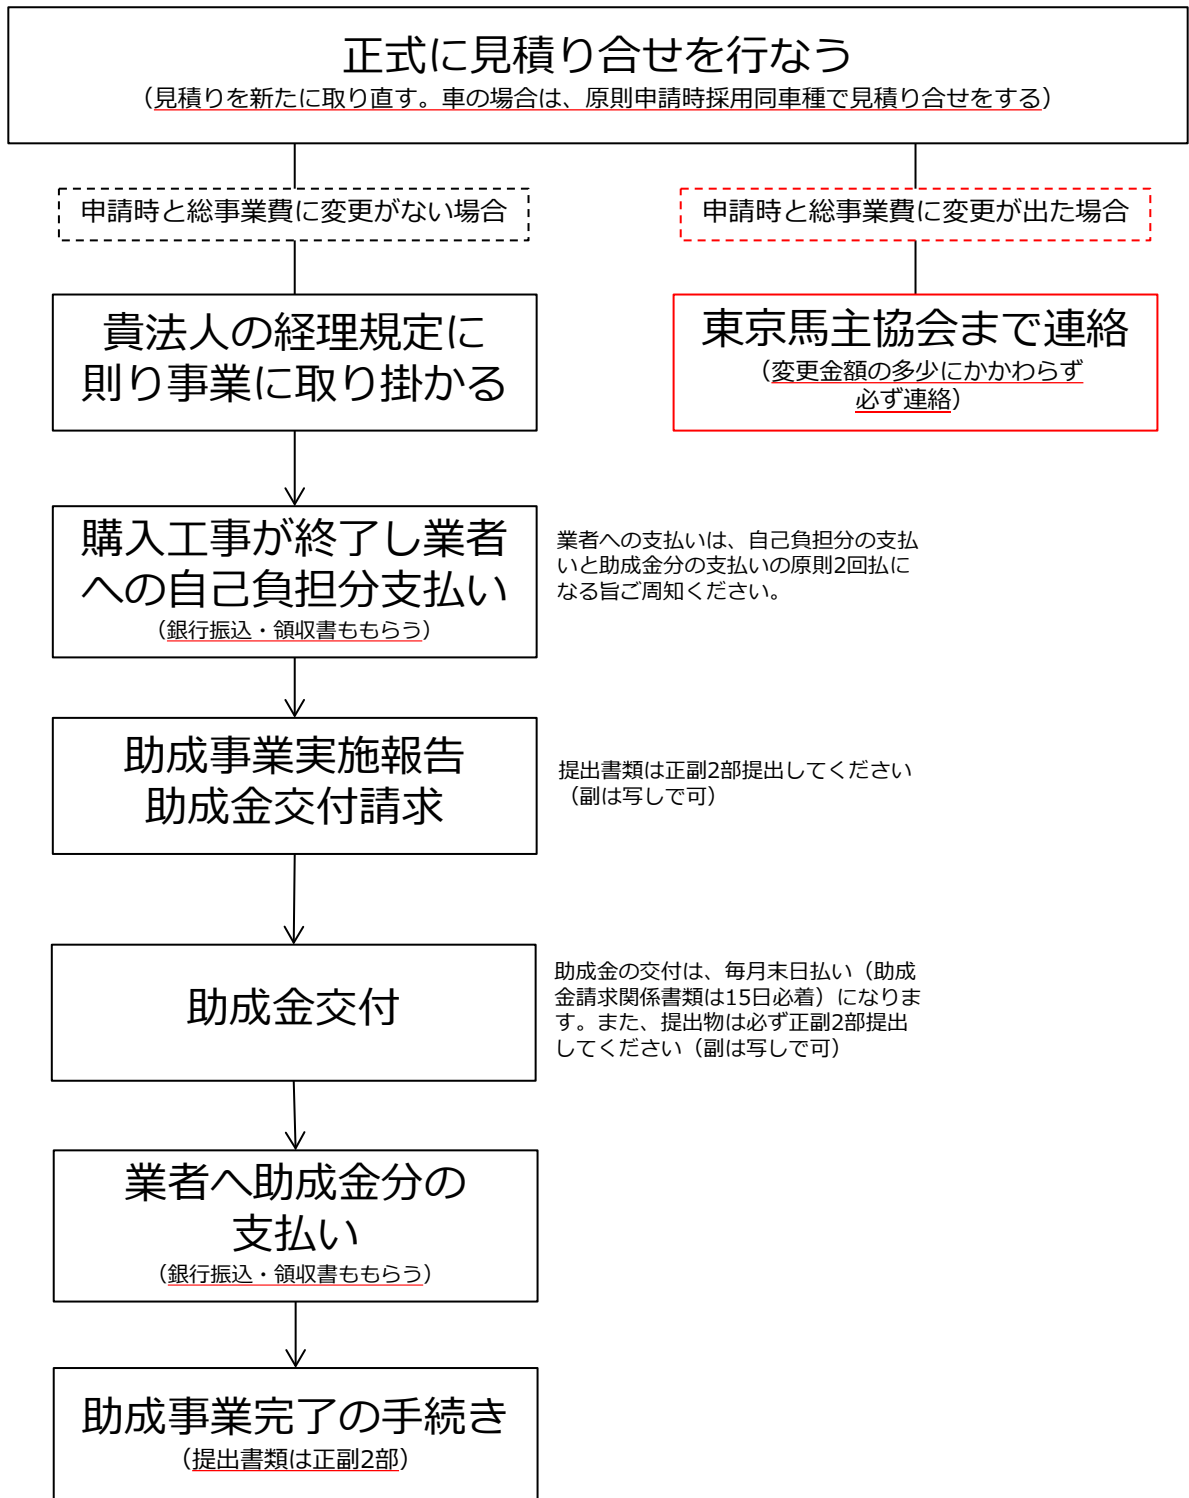 正式に見積り合せを行なう
（見積りを新たに取り直す。車の場合は、原則申請時採用同車種で見積り合せをする）
申請時と総事業費に変更がない場合
申請時と総事業費に変更が出た場合
貴法人の経理規定に
則り事業に取り掛かる
東京馬主協会まで連絡
（変更金額の多少にかかわらず
必ず連絡）
購入工事が終了し業者
への自己負担分支払い
（銀行振込・領収書ももらう）
業者への支払いは、自己負担分の支払
いと助成金分の支払いの原則2回払に
なる旨ご周知ください。
助成事業実施報告
助成金交付請求
提出書類は正副2部提出してください
（副は写しで可）
助成金交付
助成金の交付は、毎月末日払い（助成
金請求関係書類は15日必着）になりま
す。また、提出物は必ず正副2部提出
してください（副は写しで可）
業者へ助成金分の
支払い
（銀行振込・領収書ももらう）
助成事業完了の手続き
（提出書類は正副2部）